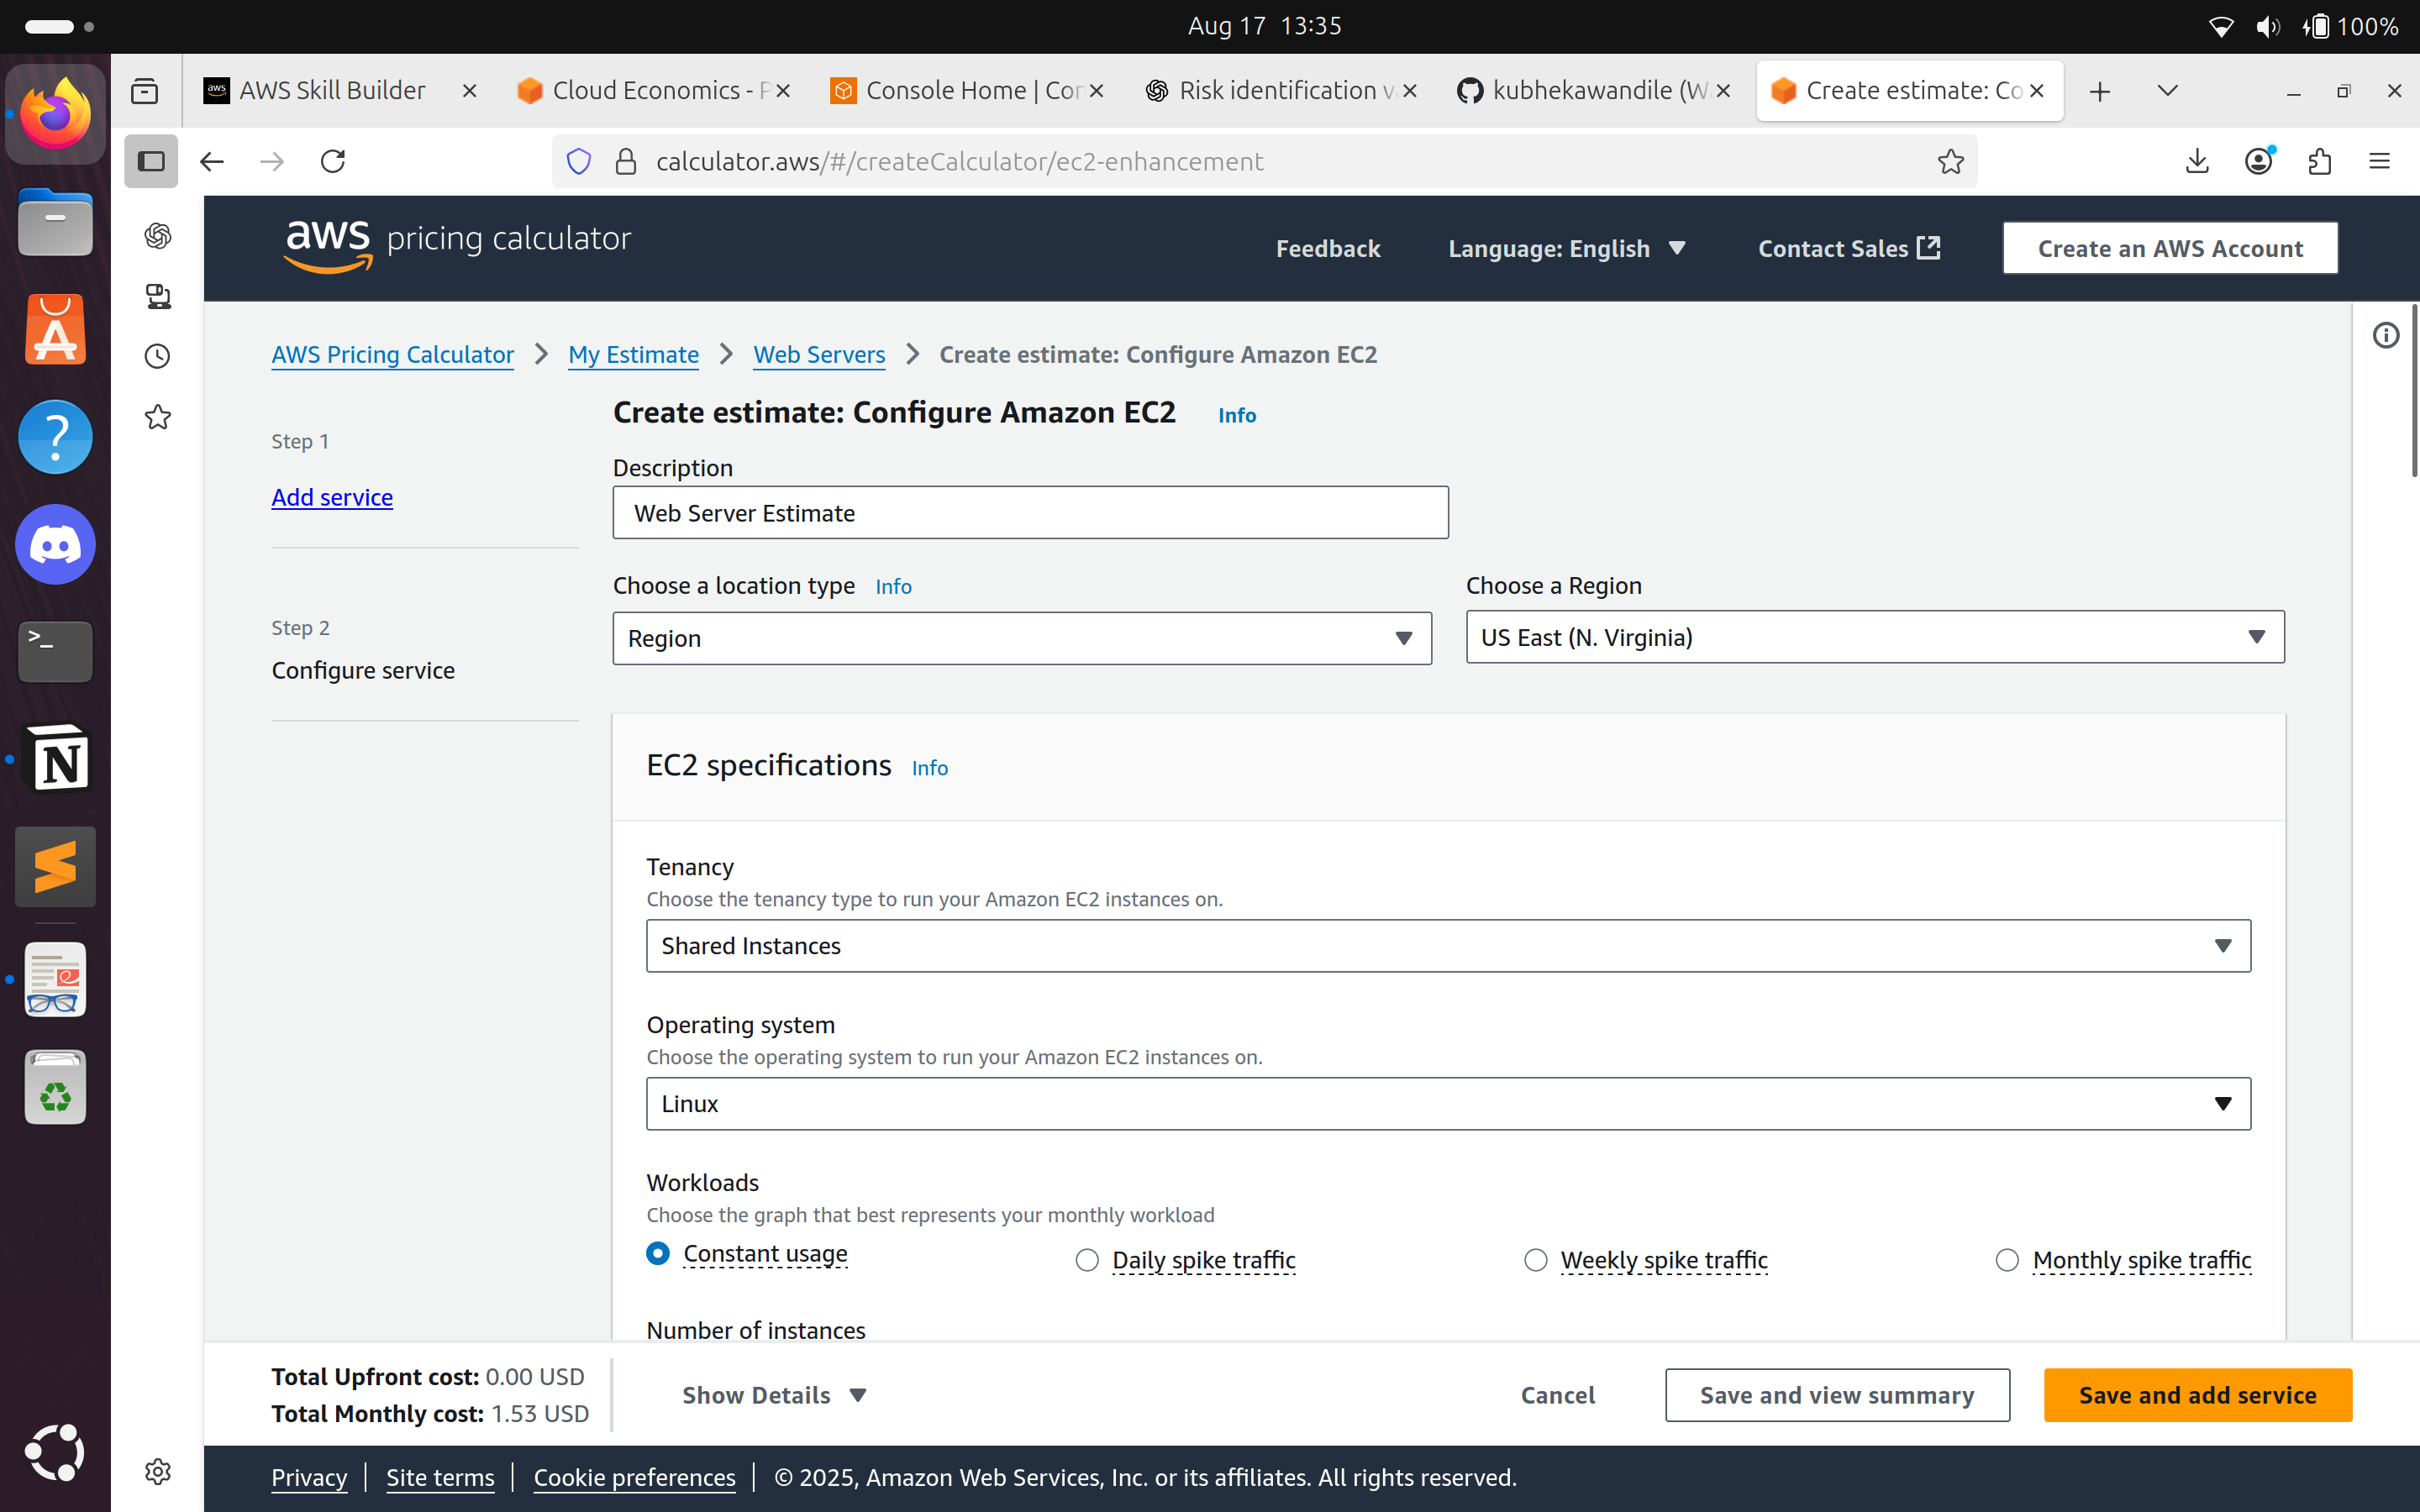 Aug 17 13:35
100%
aws AWS Skill Builder
Cloud Economics - P
Console Home | Con
Risk identification v
kubhekawandile (W
Create estimate: Co
calculator.aws/#/createCalculator/ec2-enhancement
aws pricing calculator
Feedback
Language: English
Contact Sales
Create an AWS Account
AWS Pricing Calculator
My Estimate
Web Servers
Create estimate: Configure Amazon EC2
Step 1
Add service
Step 2
Configure service
Create estimate: Configure Amazon EC2 Info
Description
Web Server Estimate
Choose a location type Info
Region
Choose a Region
US East (N. Virginia)
EC2 specifications Info
Tenancy
Choose the tenancy type to run your Amazon EC2 instances on.
Shared Instances
Operating system
Choose the operating system to run your Amazon EC2 instances on.
Linux
Workloads
Choose the graph that best represents your monthly workload
Constant usage
Daily spike traffic
Weekly spike traffic
Monthly spike traffic
Number of instances
Total Upfront cost: 0.00 USD
Total Monthly cost: 1.53 USD
Show Details
Cancel
Save and view summary
Save and add service
Privacy | Site terms | Cookie preferences | © 2025, Amazon Web Services, Inc. or its affiliates. All rights reserved.